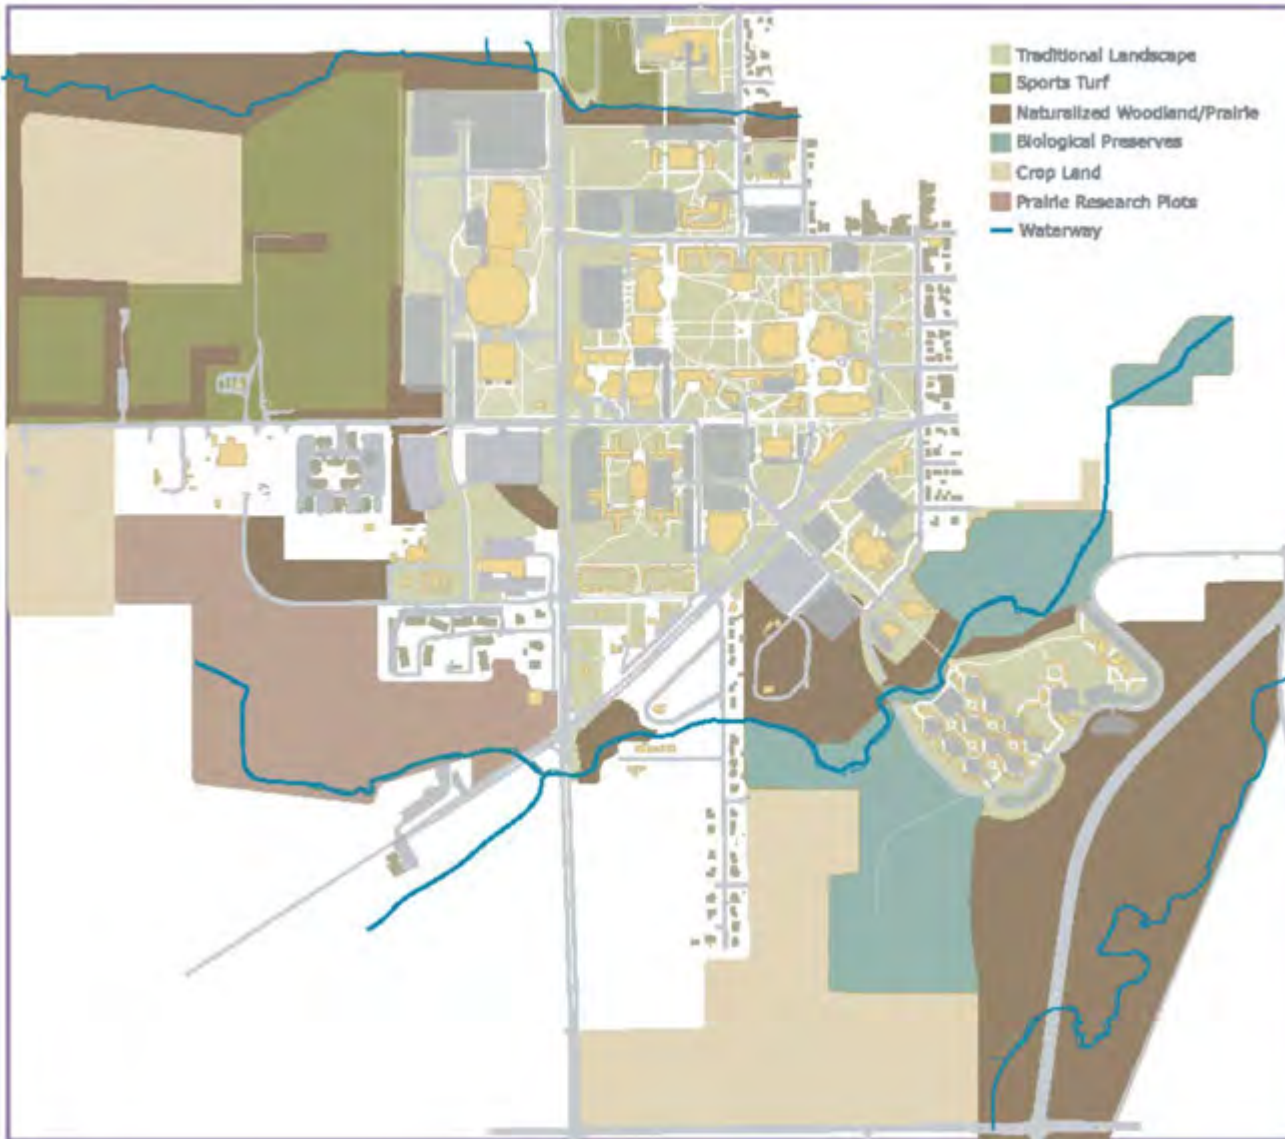 Traditional Landscape
Sports Turf
Naturalized Woodland/Prairie
Biological Preserves
Crop Land
Prairie Research Plots
Waterway